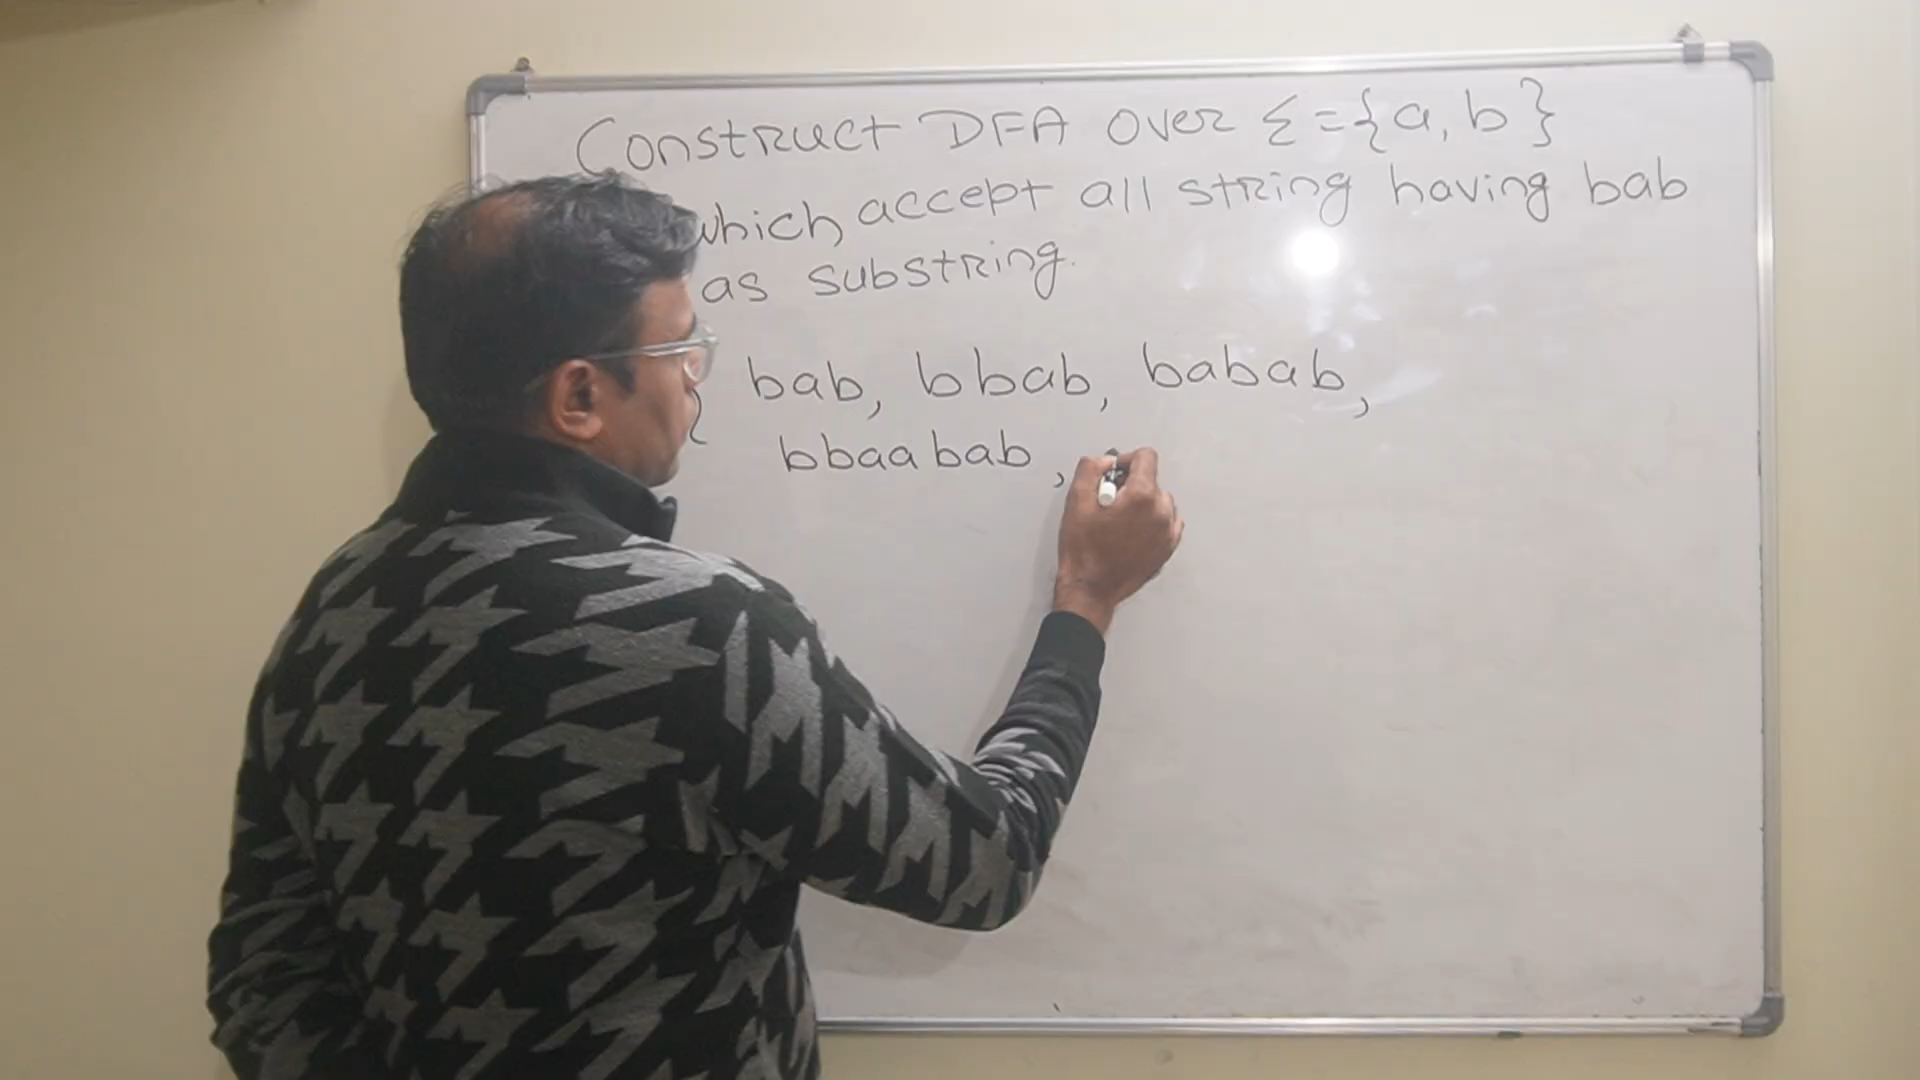 Construct DFA over Σ={a, b}
which accept all string having bab
as substring.
{ bab, bbab, babab,
bbaabab,